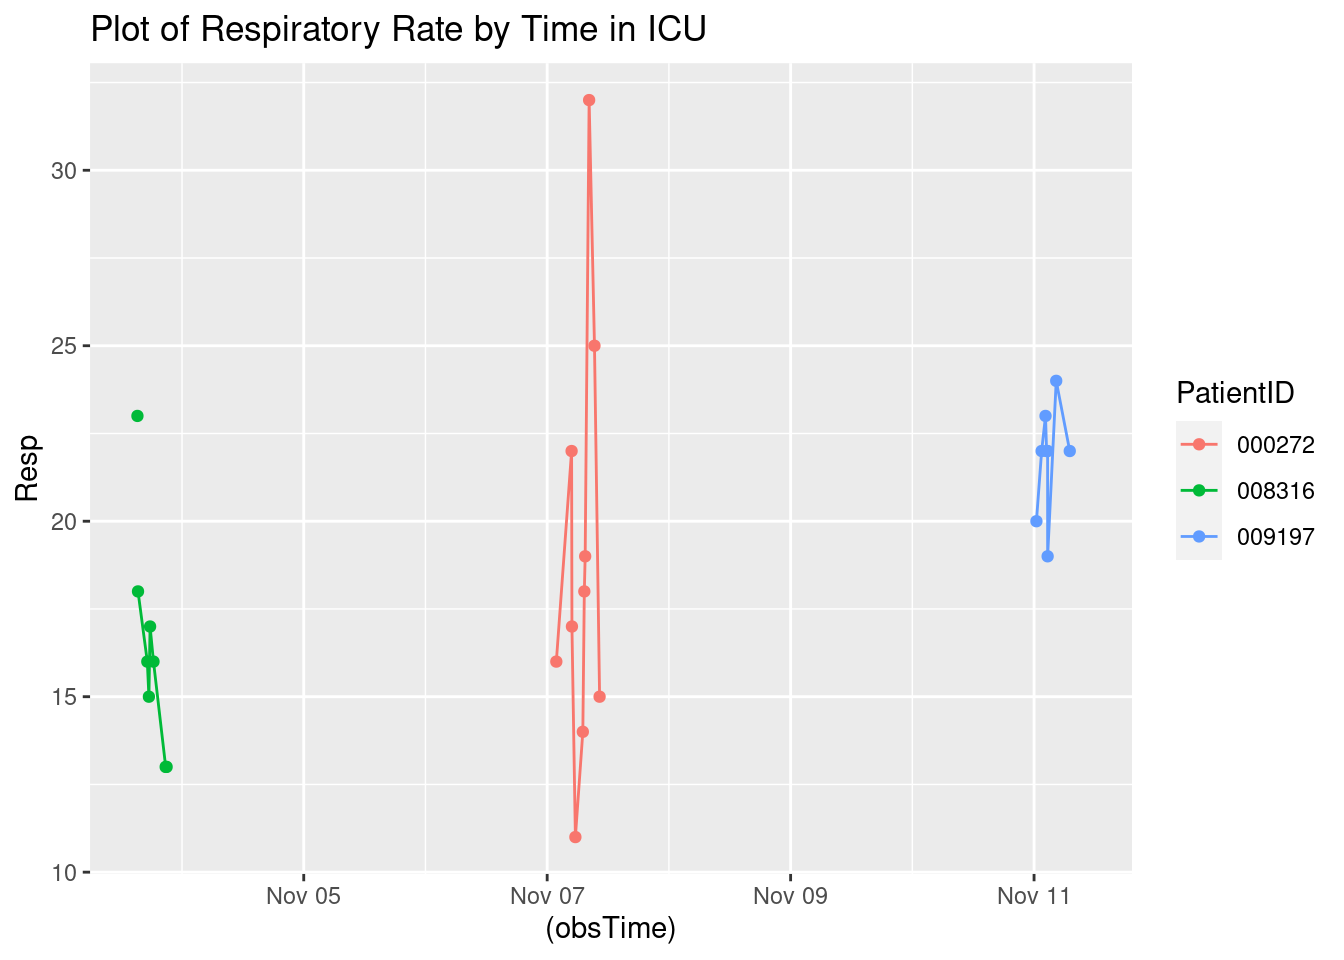 Plot of Respiratory Rate by Time in ICU
30
25
20
15
10
Resp
Nov 05
Nov 07
Nov 09
Nov 11
(obsTime)
PatientID
000272
008316
009197